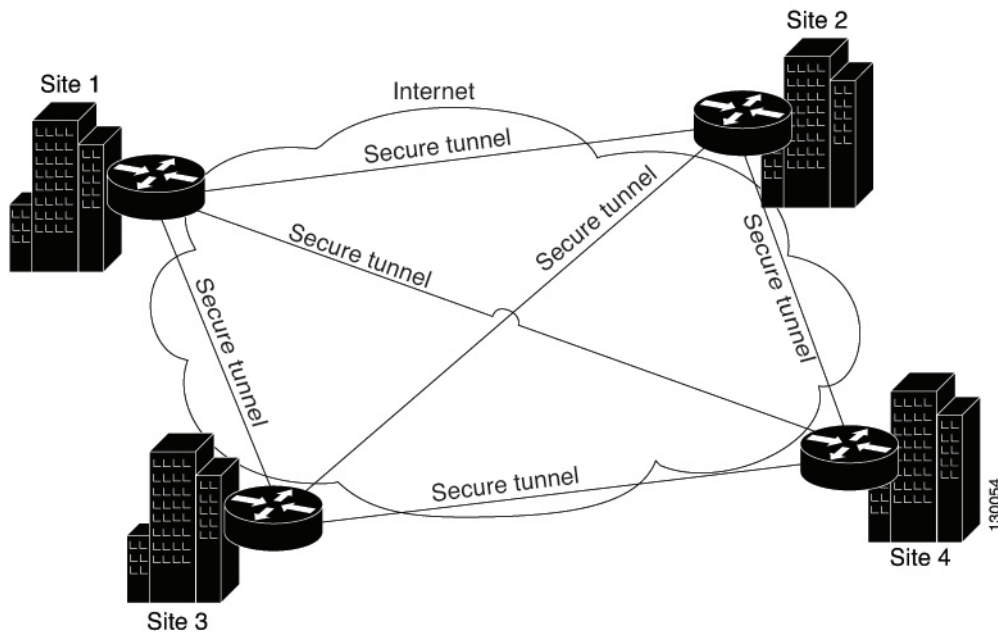 Site 2
Site 1
Internet
Secure tunnel
Secure tunnel
Secure tunnel
Secure tunnel
Secure tunnel
Secure tunnel
130054
Site 4
Site 3